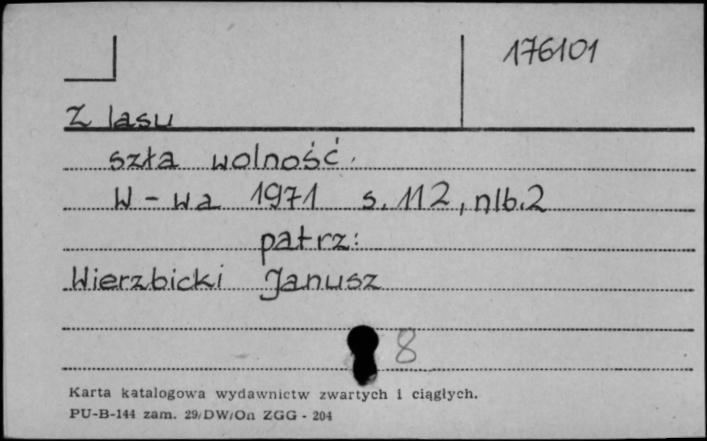 176101
Z lasu
szła wolność.
W-wa 1971 s. 112, nlb. 2
patrz:
Wierzbicki Janusz
8
Karta katalogowa wydawnictw zwartych i ciągłych.
PU-B-144 zam. 29/DW/On ZGG - 204